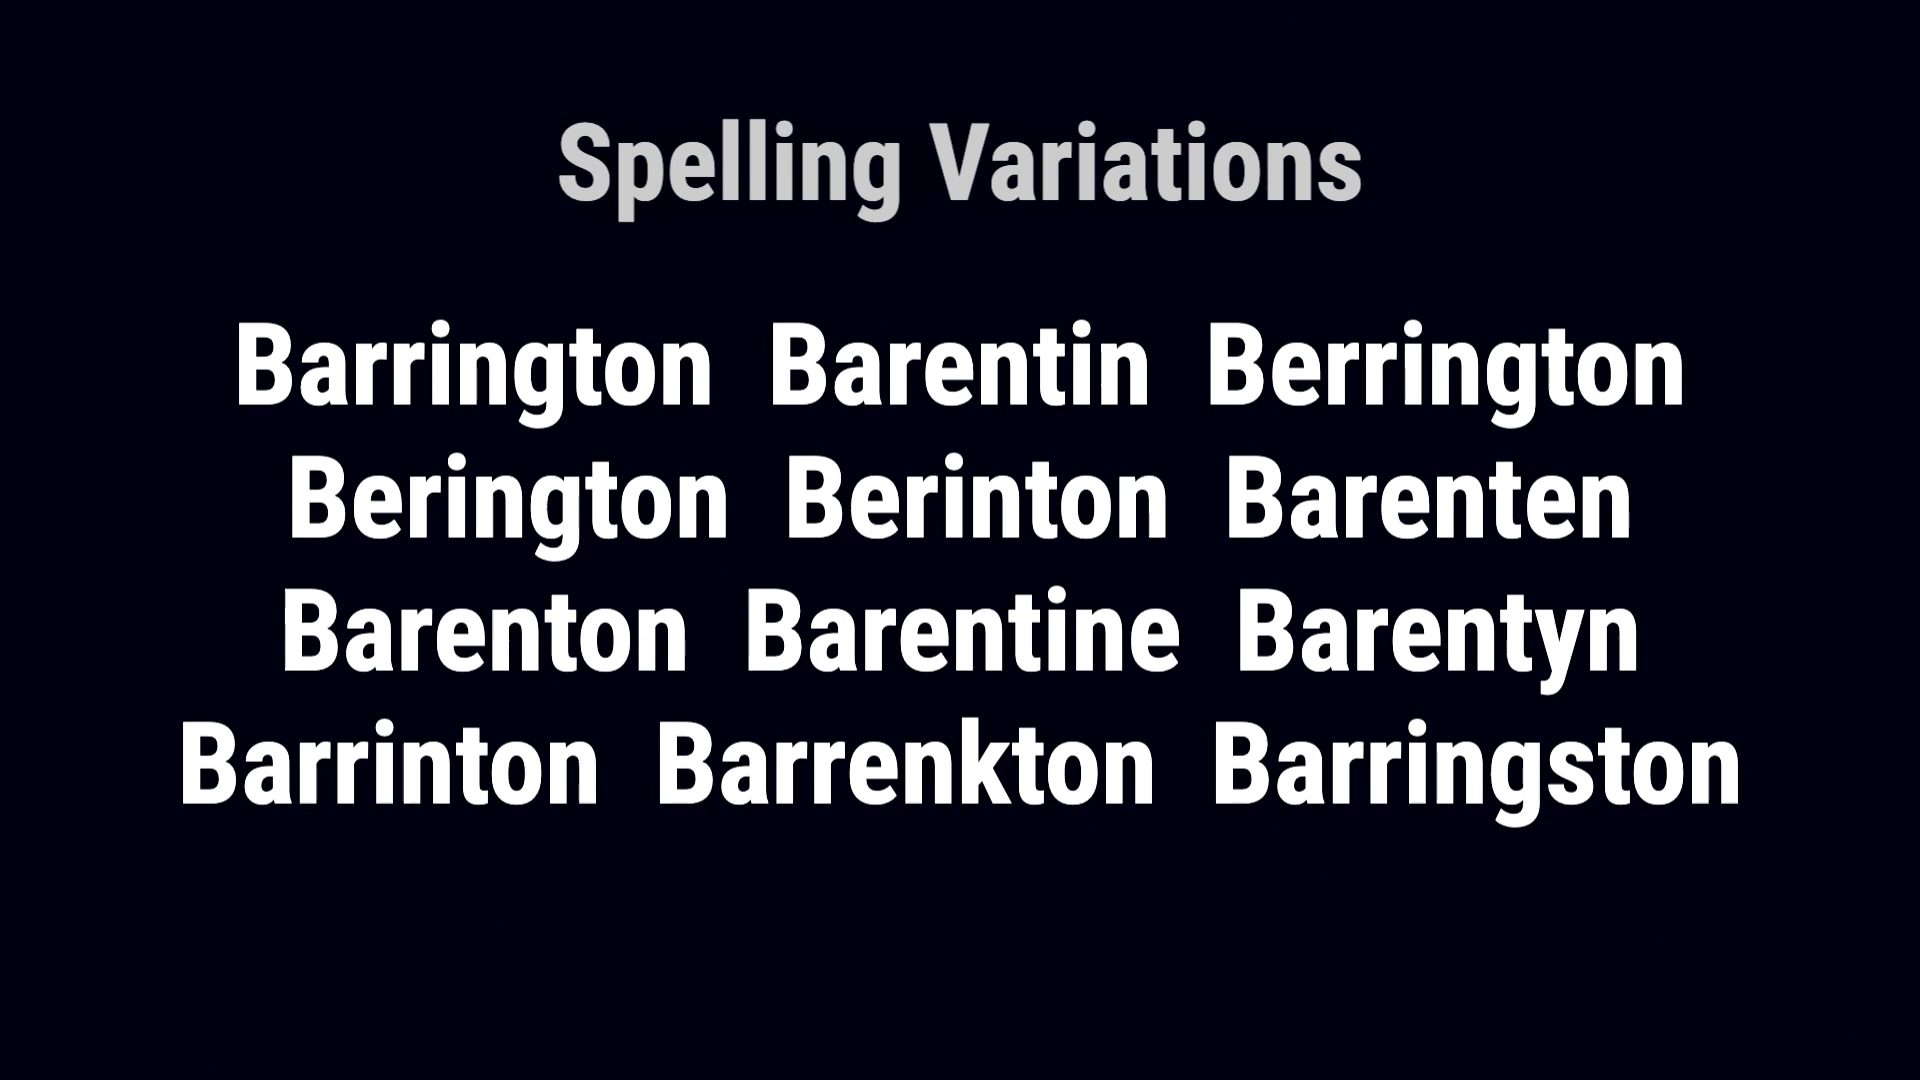 Spelling Variations
Barrington Barentin Berrington
Berington Berinton Barenten
Barenton Barentine Barentyn
Barrinton Barrenkton Barringston